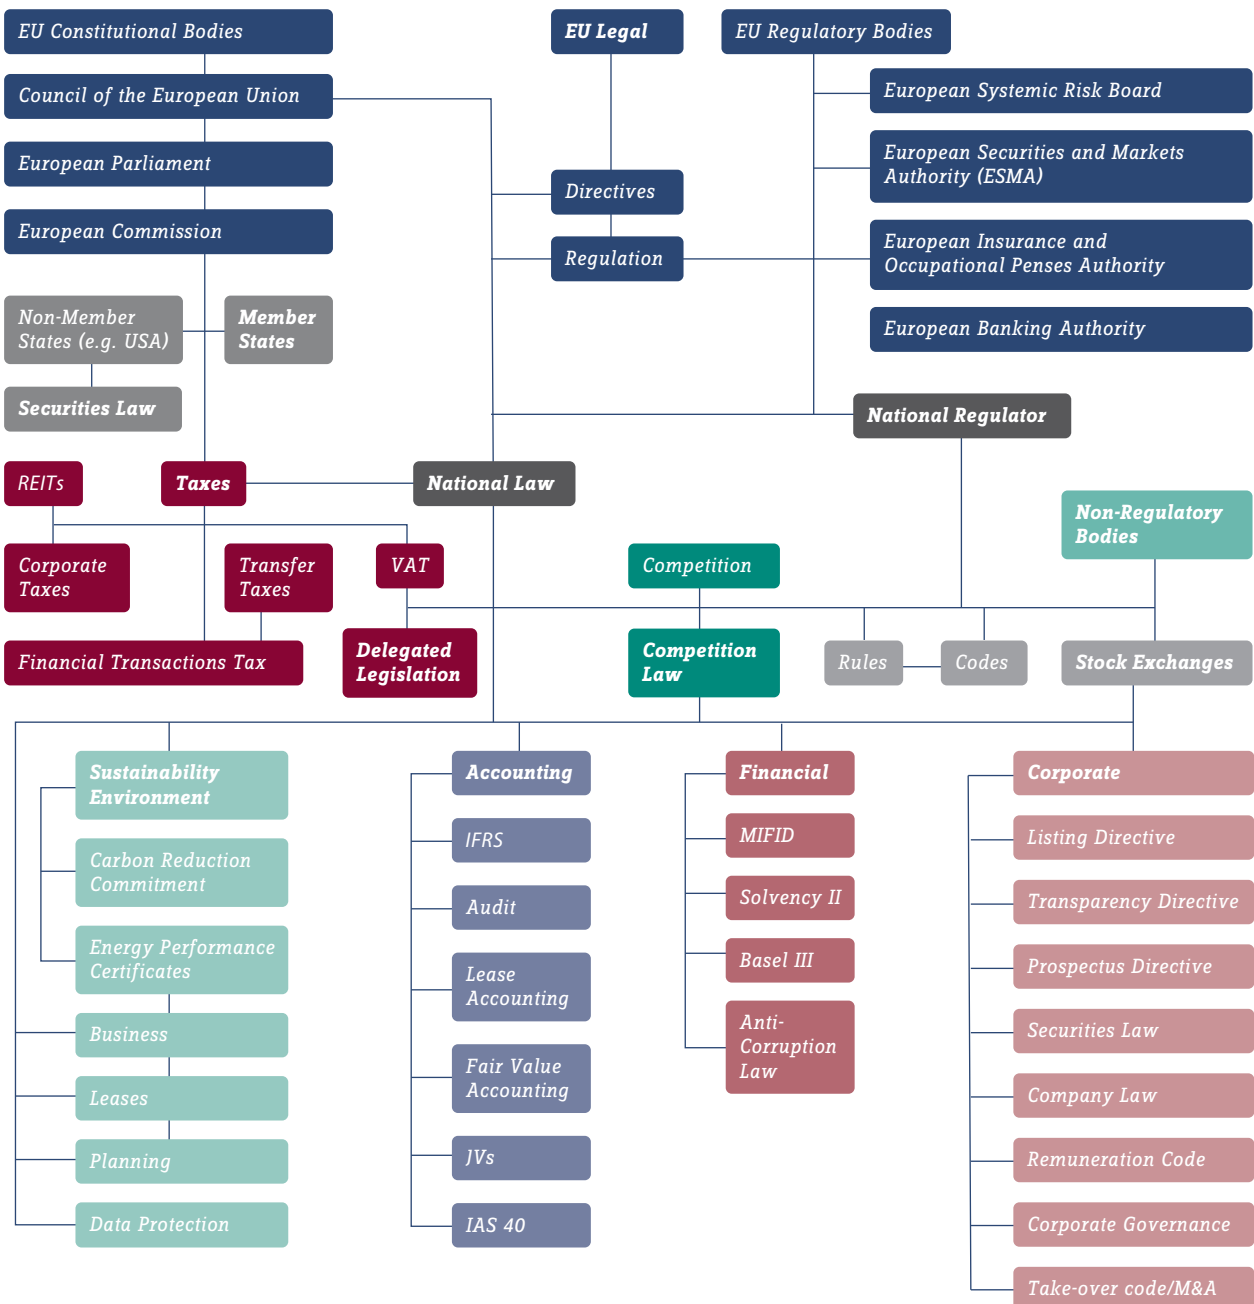 EU Constitutional Bodies
EU Legal
EU Regulatory Bodies
Council of the European Union
European Systemic Risk Board
European Parliament
European Securities and Markets
Authority (ESMA)
Directives
European Commission
Regulation
European Insurance and
Occupational Penses Authority
Non-Member
States (e.g. USA)
Member
States
European Banking Authority
Securities Law
National Regulator
REITs
Taxes
National Law
Non-Regulatory
Bodies
Corporate
Taxes
Transfer
Taxes
VAT
Competition
Financial Transactions Tax
Delegated
Legislation
Competition
Law
Rules
Codes
Stock Exchanges
Sustainability
Environment
Carbon Reduction
Commitment
Energy Performance
Certificates
Business
Leases
Planning
Data Protection
Accounting
IFRS
Audit
Lease
Accounting
Fair Value
Accounting
JVs
IAS 40
Financial
MIFID
Solvency II
Basel III
Anti-
Corruption
Law
Corporate
Listing Directive
Transparency Directive
Prospectus Directive
Securities Law
Company Law
Remuneration Code
Corporate Governance
Take-over code/M&A